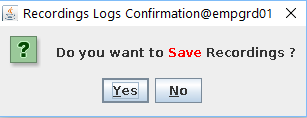 Recordings Logs Confirmation@empgrd01
?
Do you want to Save Recordings ?
Yes No